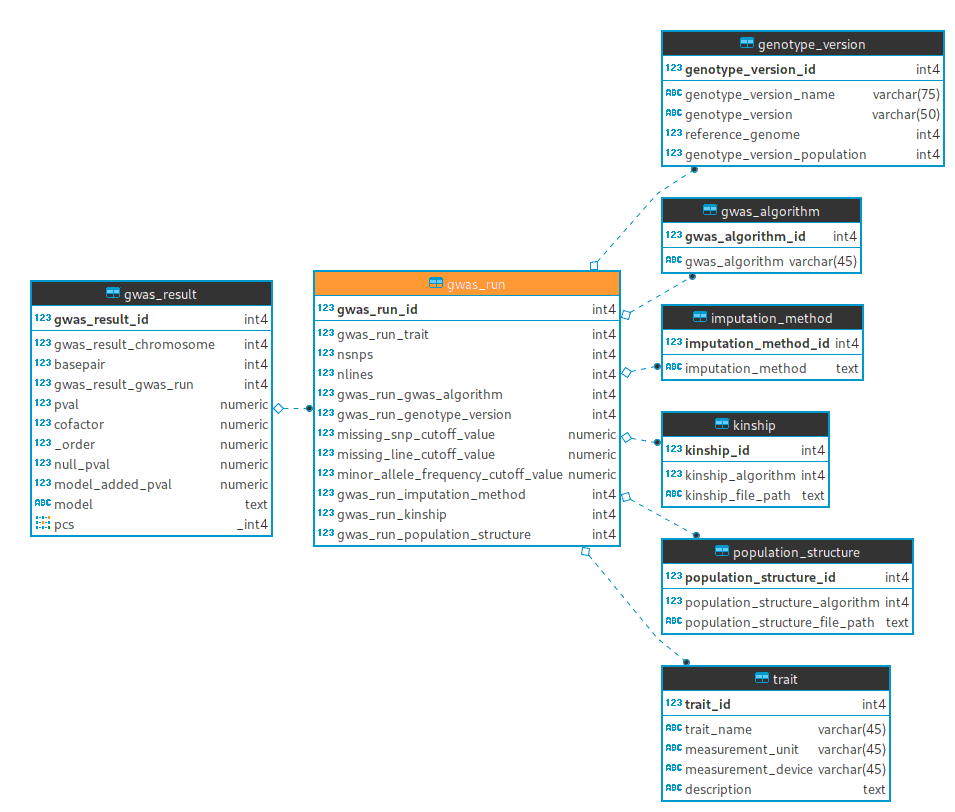 genotype_version
123 genotype_version_id int4
ABC genotype_version_name varchar(75)
ABC genotype_version varchar(50)
123 reference_genome int4
123 genotype_version_population int4
gwas_algorithm
123 gwas_algorithm_id int4
ABC gwas_algorithm varchar(45)
gwas_result
123 gwas_result_id int4
123 gwas_result_chromosome int4
123 basepair int4
123 gwas_result_gwas_run int4
123 pval numeric
123 cofactor numeric
123 _order numeric
123 null_pval numeric
123 model_added_pval numeric
ABC model text
pcs _int4
gwas_run
123 gwas_run_id int4
123 gwas_run_trait int4
123 nsnps int4
123 nlines int4
123 gwas_run_gwas_algorithm int4
123 gwas_run_genotype_version int4
123 missing_snp_cutoff_value numeric
123 missing_line_cutoff_value numeric
123 minor_allele_frequency_cutoff_value numeric
123 gwas_run_imputation_method int4
123 gwas_run_kinship int4
123 gwas_run_population_structure int4
imputation_method
123 imputation_method_id int4
ABC imputation_method text
kinship
123 kinship_id int4
123 kinship_algorithm int4
ABC kinship_file_path text
population_structure
123 population_structure_id int4
123 population_structure_algorithm int4
ABC population_structure_file_path text
trait
123 trait_id int4
ABC trait_name varchar(45)
ABC measurement_unit varchar(45)
ABC measurement_device varchar(45)
ABC description text